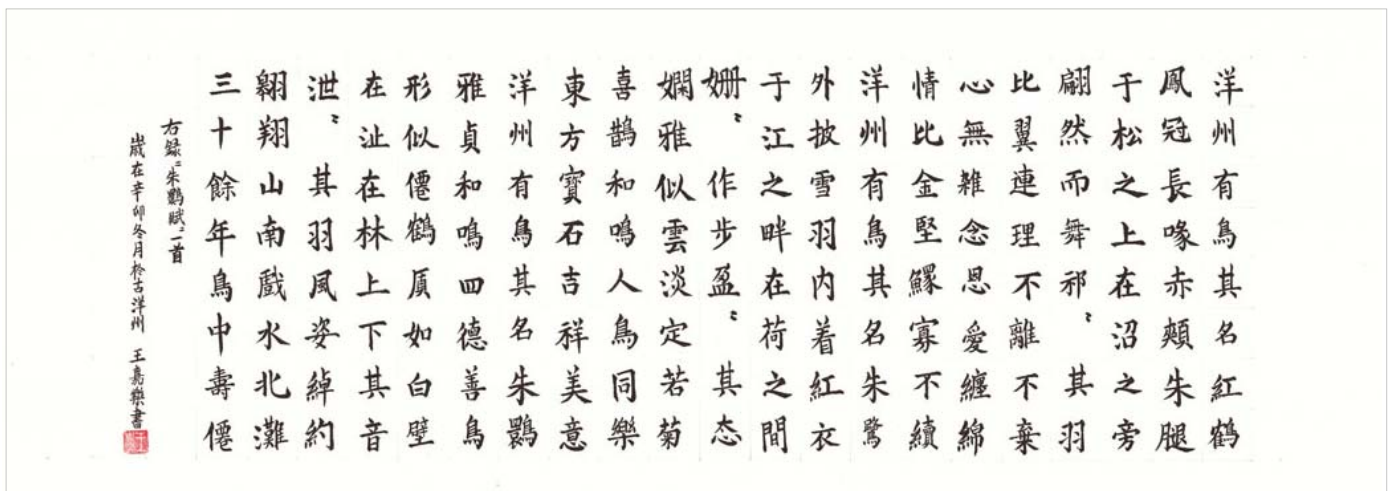 洋州有鳥其名紅鶴
鳳冠長喙赤頰朱腿
于松之上在沼之旁
翩然而舞祁〻其羽
比翼連理不離不棄
心無雜念恩愛纏綿
情比金堅鰥寡不續
洋州有鳥其名朱鷺
外披雪羽内着紅衣
于江之畔在荷之間
姍〻作步盈〻其态
嫻雅似雲淡定若菊
喜鵲和鳴人鳥同樂
東方寳石吉祥美意
洋州有鳥其名朱鹮
雅貞和鳴四德善鳥
形似僊鶴質如白壁
在沚在林上下其音
泄〻其羽風姿綽約
翱翔山南戲水北灘
三十餘年鳥中壽僊
右録“朱鹮賦”一首
歲在辛卯冬月於古洋州 王嘉樂書